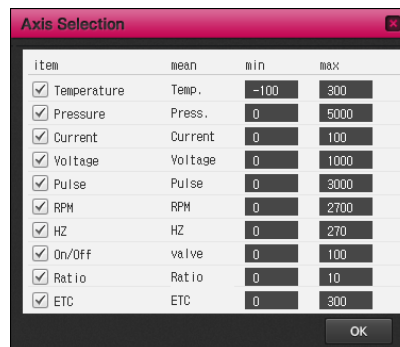 Axis Selection
item mean min max
Temperature Temp. -100 300
Pressure Press. 0 5000
Current Current 0 100
Voltage Voltage 0 1000
Pulse Pulse 0 3000
RPM RPM 0 2700
HZ HZ 0 270
On/Off valve 0 100
Ratio Ratio 0 10
ETC ETC 0 300
OK